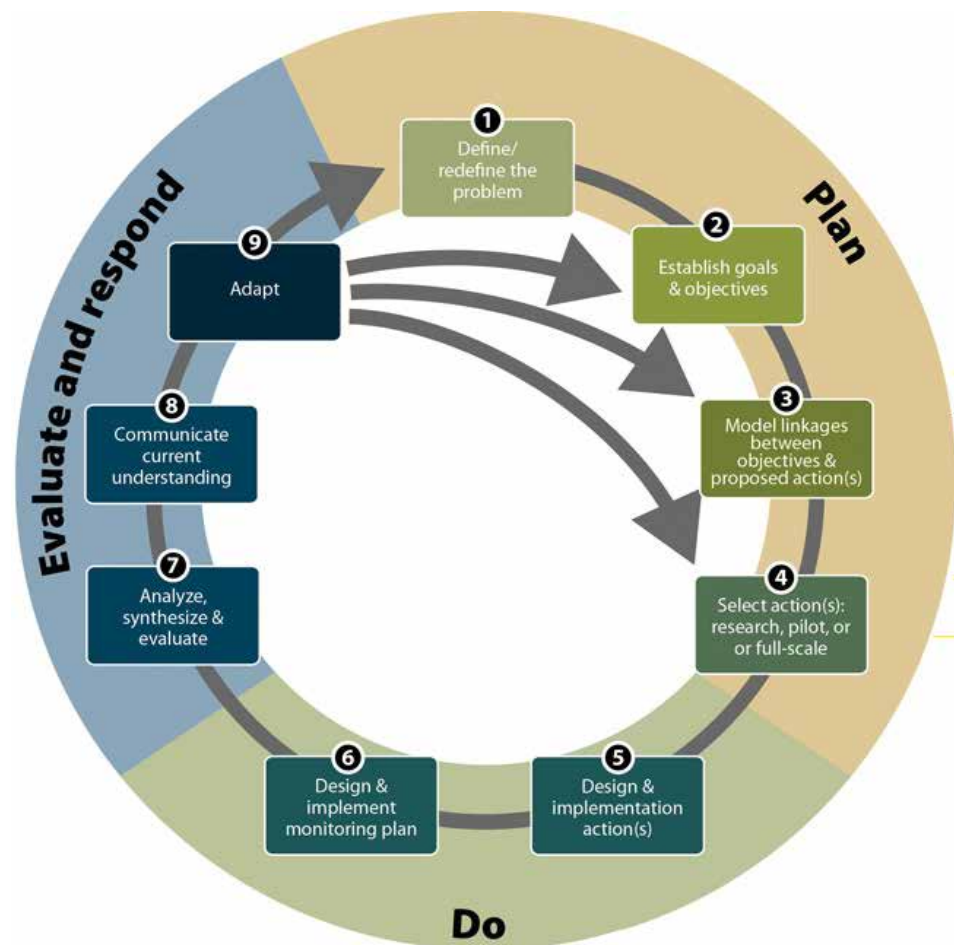 Plan
1
Define/
redefine the
problem
2
Establish goals
& objectives
3
Model linkages
between
objectives &
proposed action(s)
4
Select action(s):
research, pilot, or
or full-scale
Do
5
Design &
implementation
action(s)
6
Design &
implement
monitoring plan
Evaluate and respond
7
Analyze,
synthesize &
evaluate
8
Communicate
current
understanding
9
Adapt